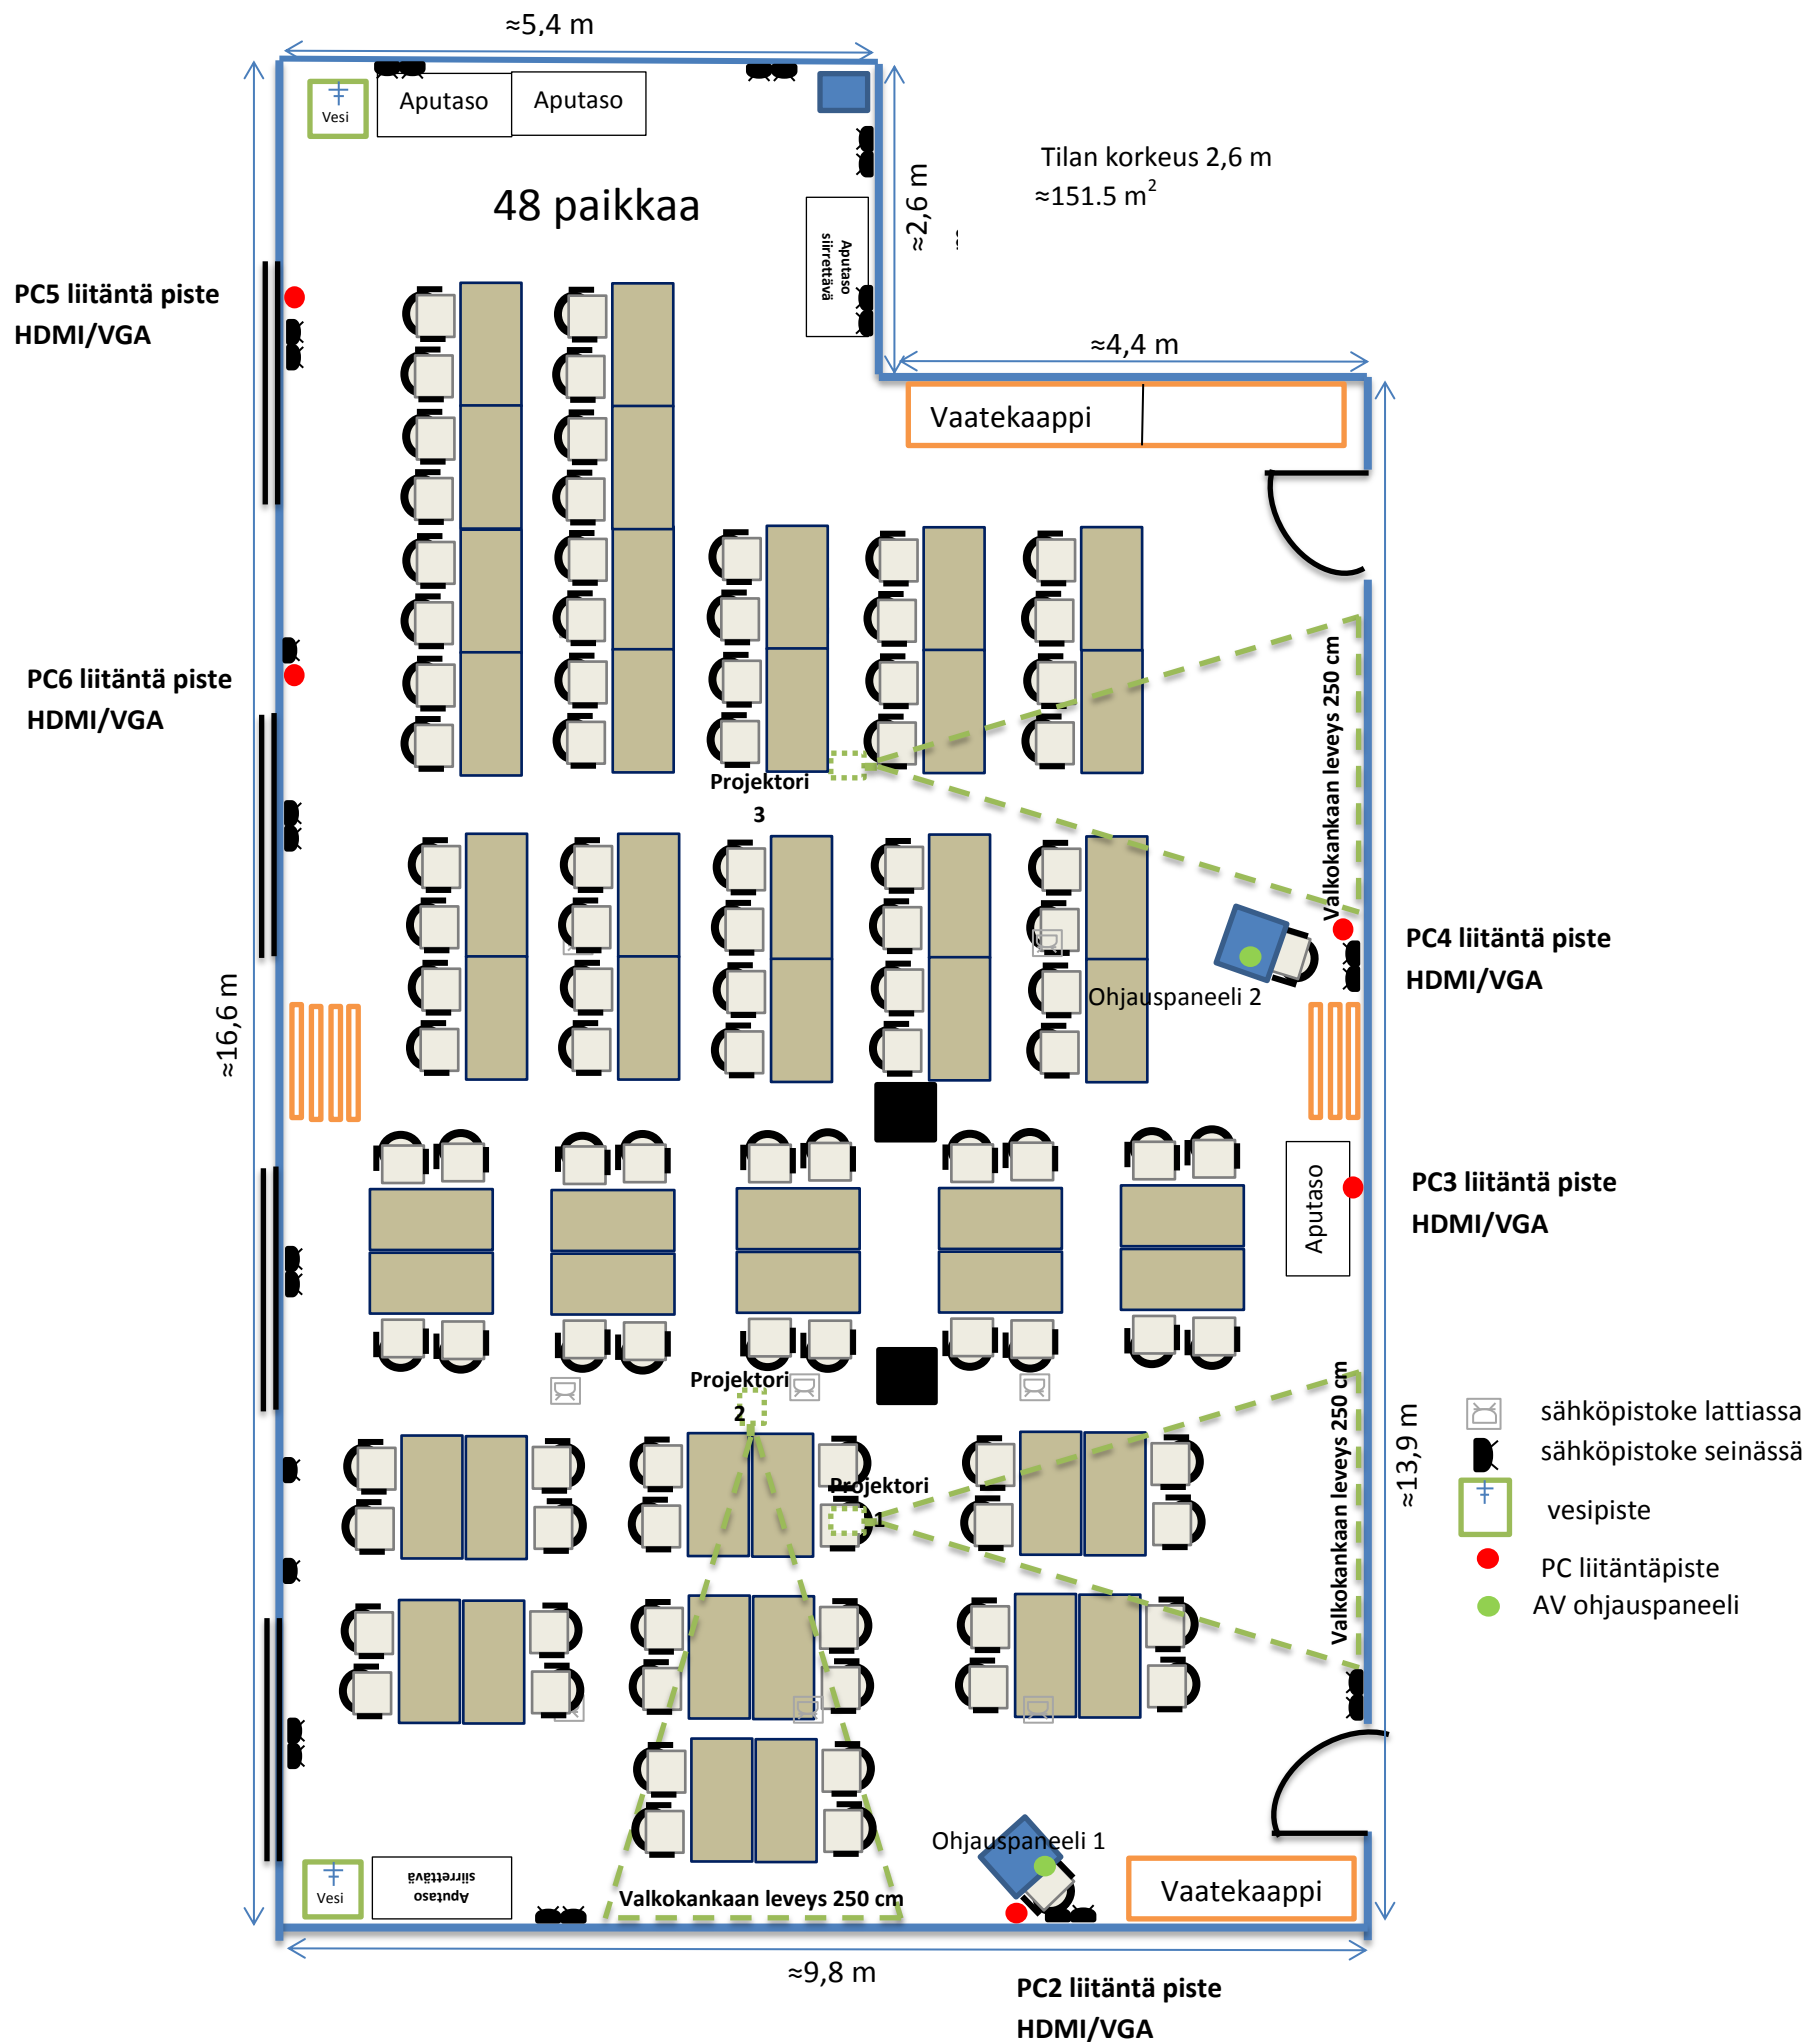 ≈5,4 m
Vesi
Aputaso
Aputaso
48 paikkaa
Aputaso
siirrettävä
≈2,6 m
Tilan korkeus 2,6 m
≈151.5 m²
PC5 liitäntä piste
HDMI/VGA
≈4,4 m
Vaatekaappi
PC6 liitäntä piste
HDMI/VGA
Valkokankaan leveys 250 cm
Projektori
3
PC4 liitäntä piste
HDMI/VGA
Ohjauspaneeli 2
≈16,6 m
Aputaso
PC3 liitäntä piste
HDMI/VGA
Projektori
2
Valkokankaan leveys 250 cm
≈13,9 m
sähköpistoke lattiassa
sähköpistoke seinässä
vesipiste
PC liitäntäpiste
AV ohjauspaneeli
Projektori
1
Ohjauspaneeli 1
Vesi
Aputaso
siirrettävä
Valkokankaan leveys 250 cm
Vaatekaappi
≈9,8 m
PC2 liitäntä piste
HDMI/VGA